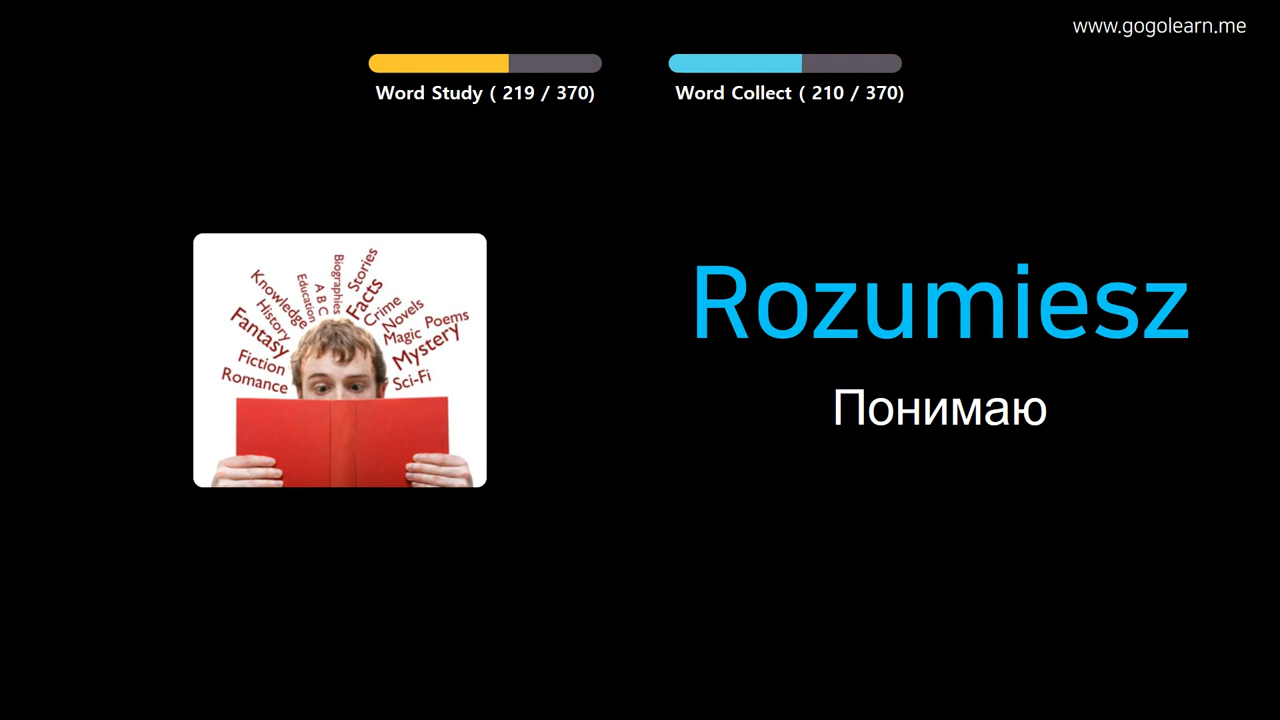 www.gogolearn.me
Word Study ( 219 / 370)
Word Collect ( 210 / 370)
Knowledge
History
Fantasy
Fiction
Romance
Education
A B C
Biographies
Stories
Facts
Crime
Novels
Magic
Poems
Mystery
Sci-Fi
Rozumiesz
Понимаю